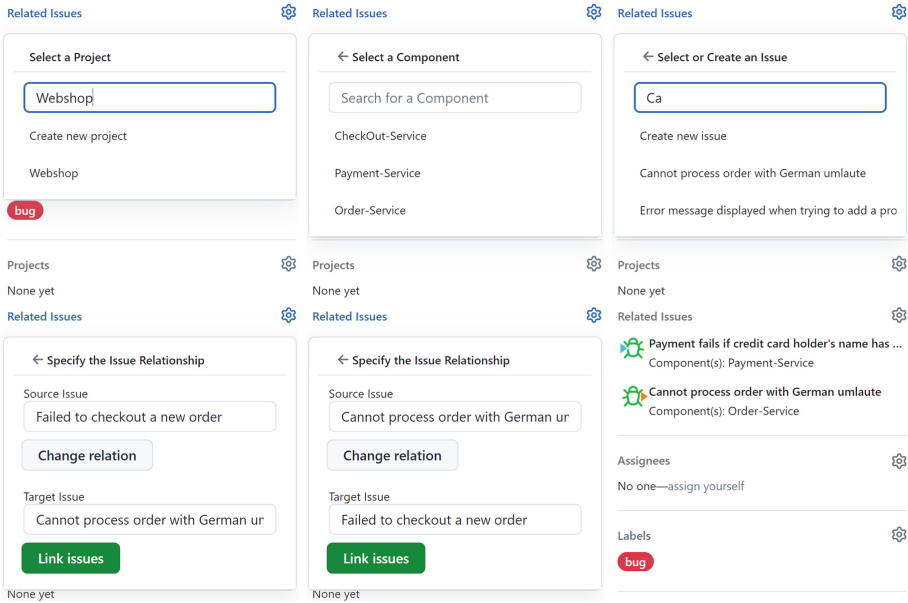 Related Issues
Select a Project
Webshop
Create new project
Webshop
bug
Projects
None yet
Related Issues
← Select a Component
Search for a Component
CheckOut-Service
Payment-Service
Order-Service
Projects
None yet
Related Issues
← Select or Create an Issue
Ca
Create new issue
Cannot process order with German umlaute
Error message displayed when trying to add a pro
Projects
None yet
Related Issues
← Specify the Issue Relationship
Source Issue
Failed to checkout a new order
Change relation
Target Issue
Cannot process order with German ur
Link issues
None yet
Related Issues
← Specify the Issue Relationship
Source Issue
Cannot process order with German un
Change relation
Target Issue
Failed to checkout a new order
Link issues
None yet
Related Issues
Payment fails if credit card holder's name has ...
Component(s): Payment-Service
Cannot process order with German umlaute
Component(s): Order-Service
Assignees
No one—assign yourself
Labels
bug